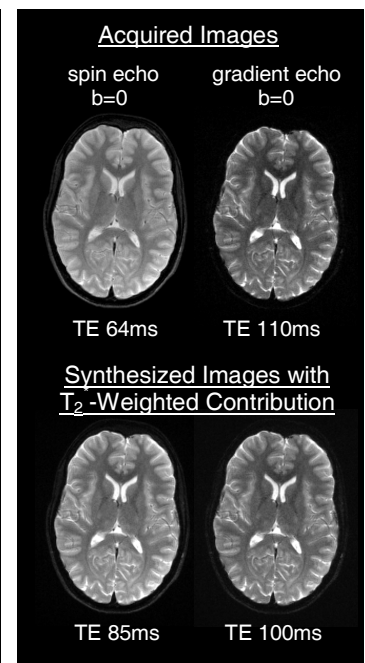 Acquired Images
spin echo gradient echo
b=0 b=0
TE 64ms TE 110ms
Synthesized Images with
T₂*-Weighted Contribution
TE 85ms TE 100ms